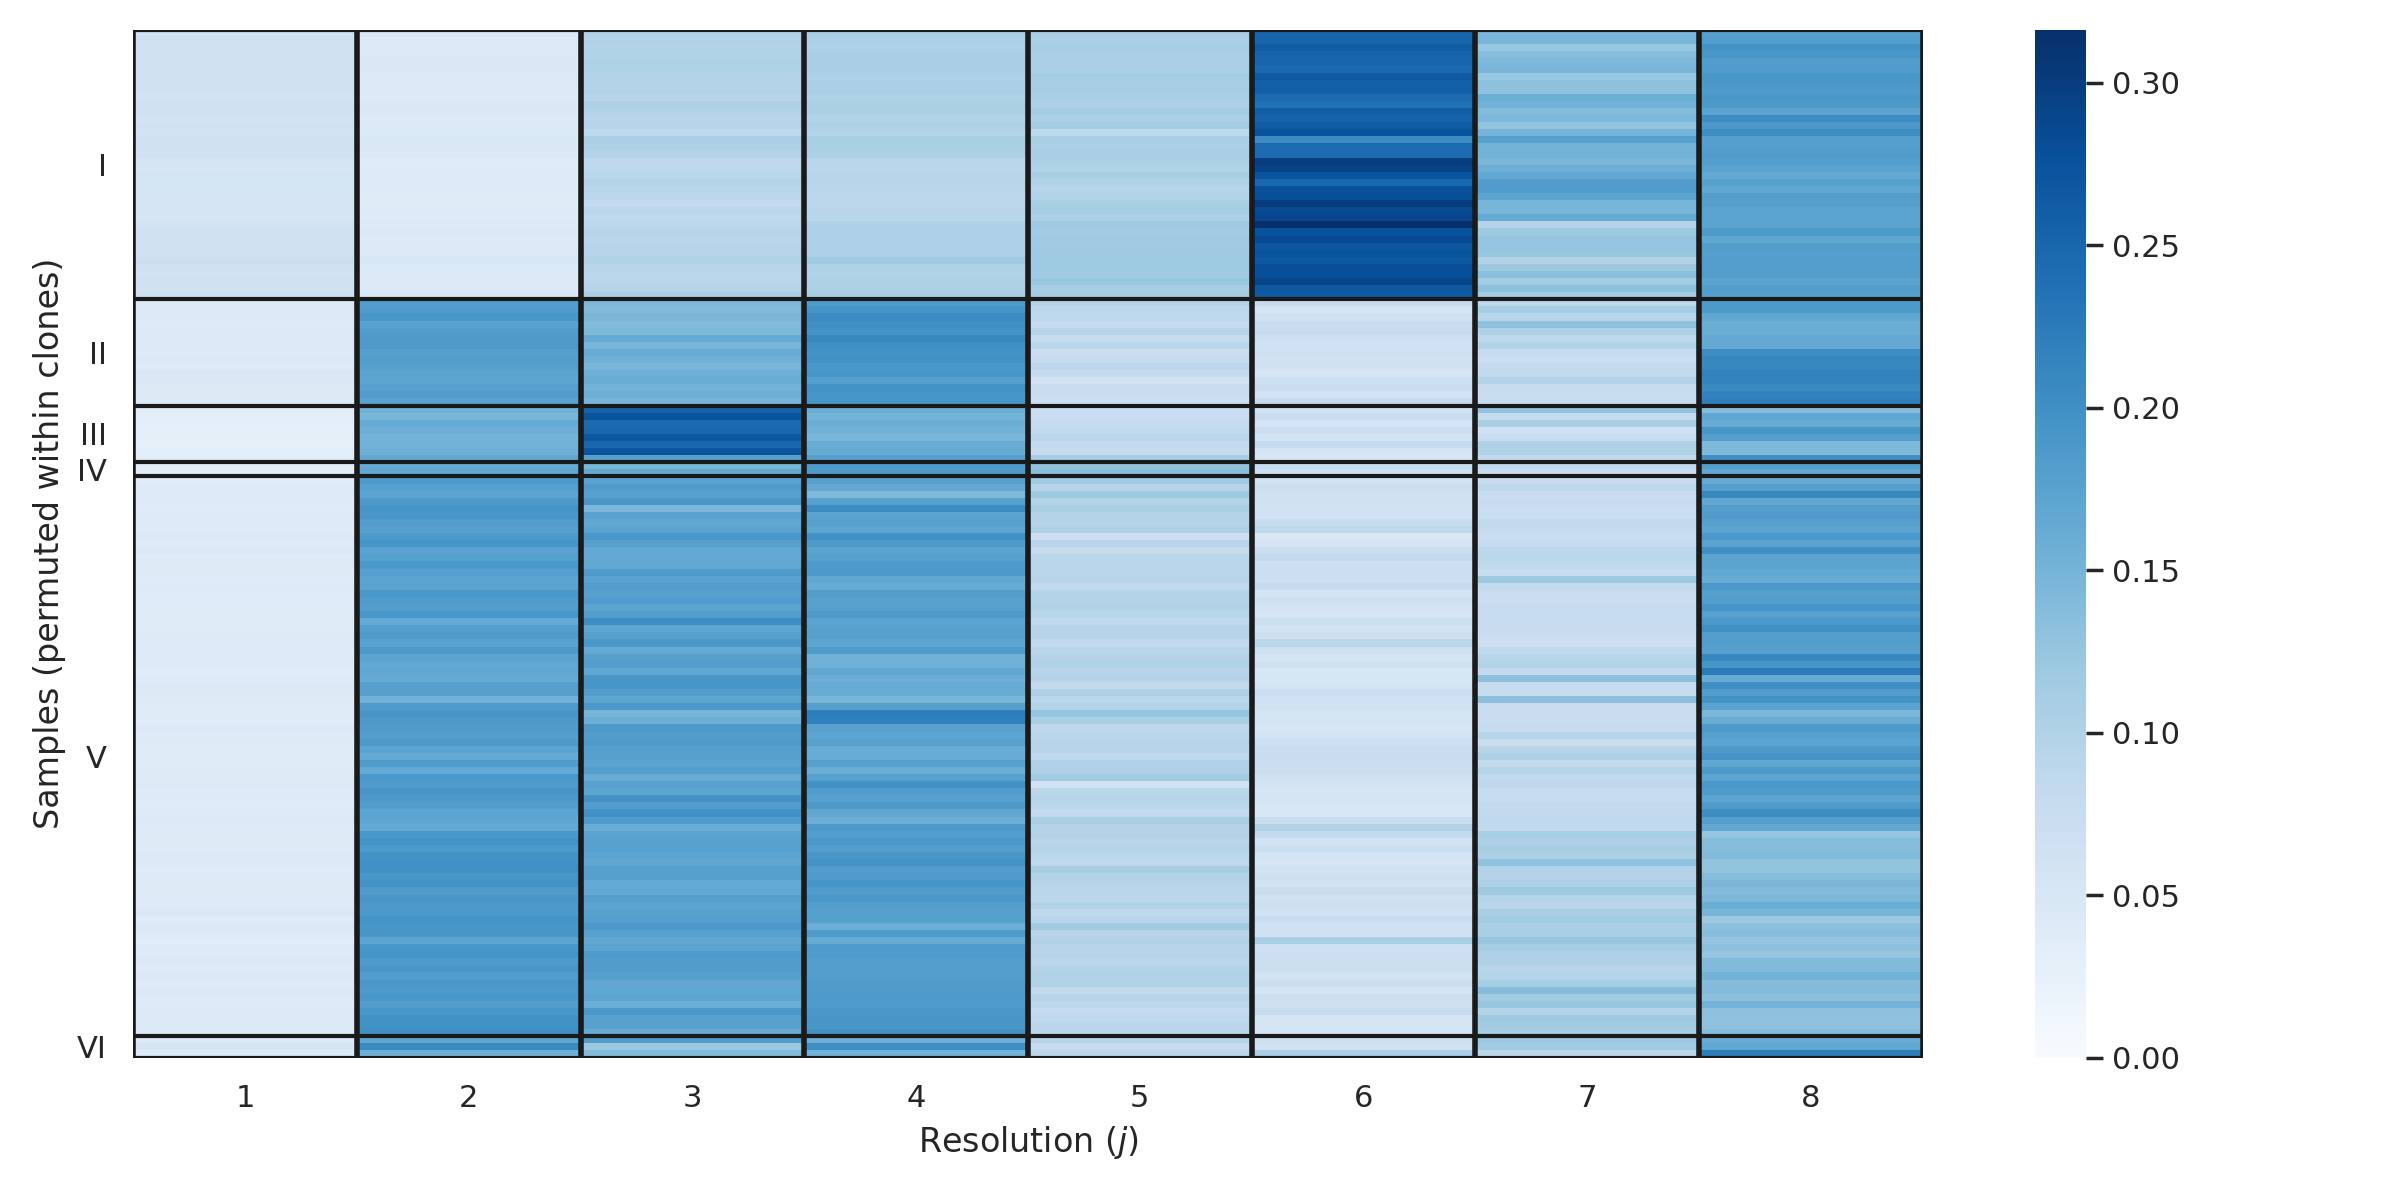 Samples (permuted within clones)
I
II
III
IV
V
VI
1 2 3 4 5 6 7 8
Resolution (j)
0.30
0.25
0.20
0.15
0.10
0.05
0.00